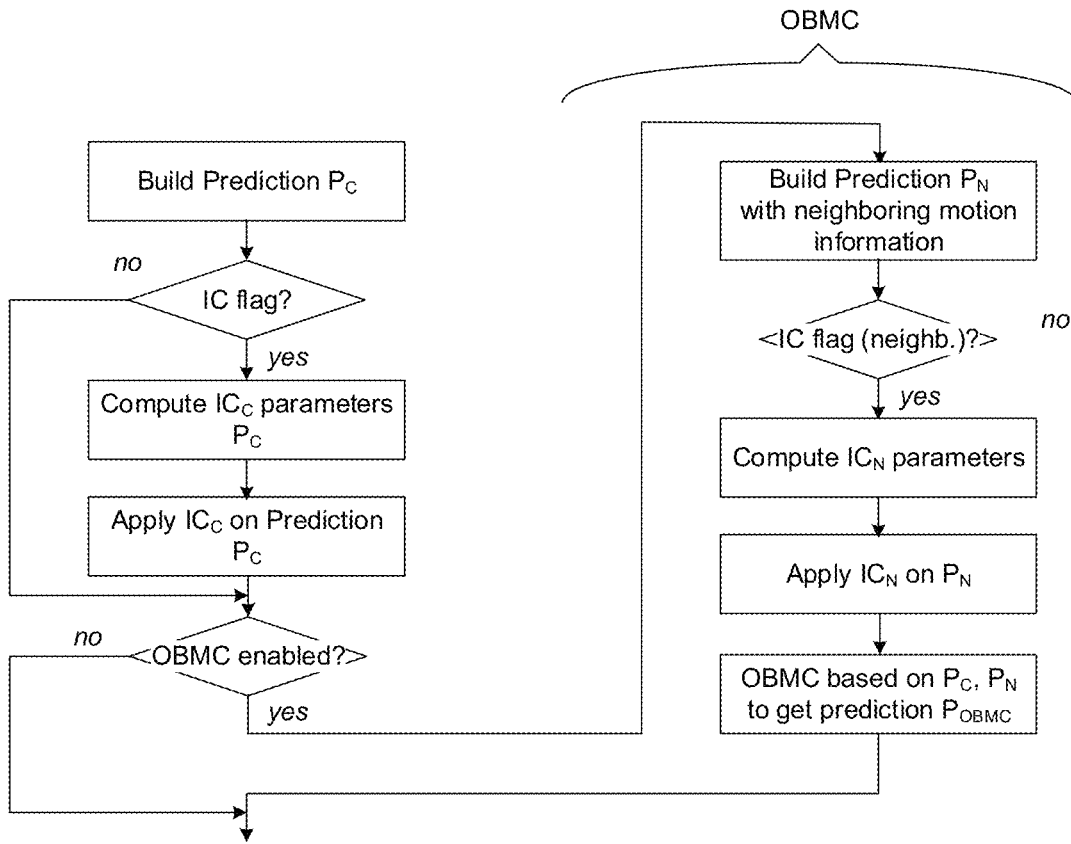 OBMC
Build Prediction P_C
no
IC flag?
yes
Compute IC_C parameters
P_C
Apply IC_C on Prediction
P_C
no
OBMC enabled?
yes
Build Prediction P_N
with neighboring motion
information
no
IC flag (neighb.)?
yes
Compute IC_N parameters
Apply IC_N on P_N
OBMC based on P_C, P_N
to get prediction P_OBMC